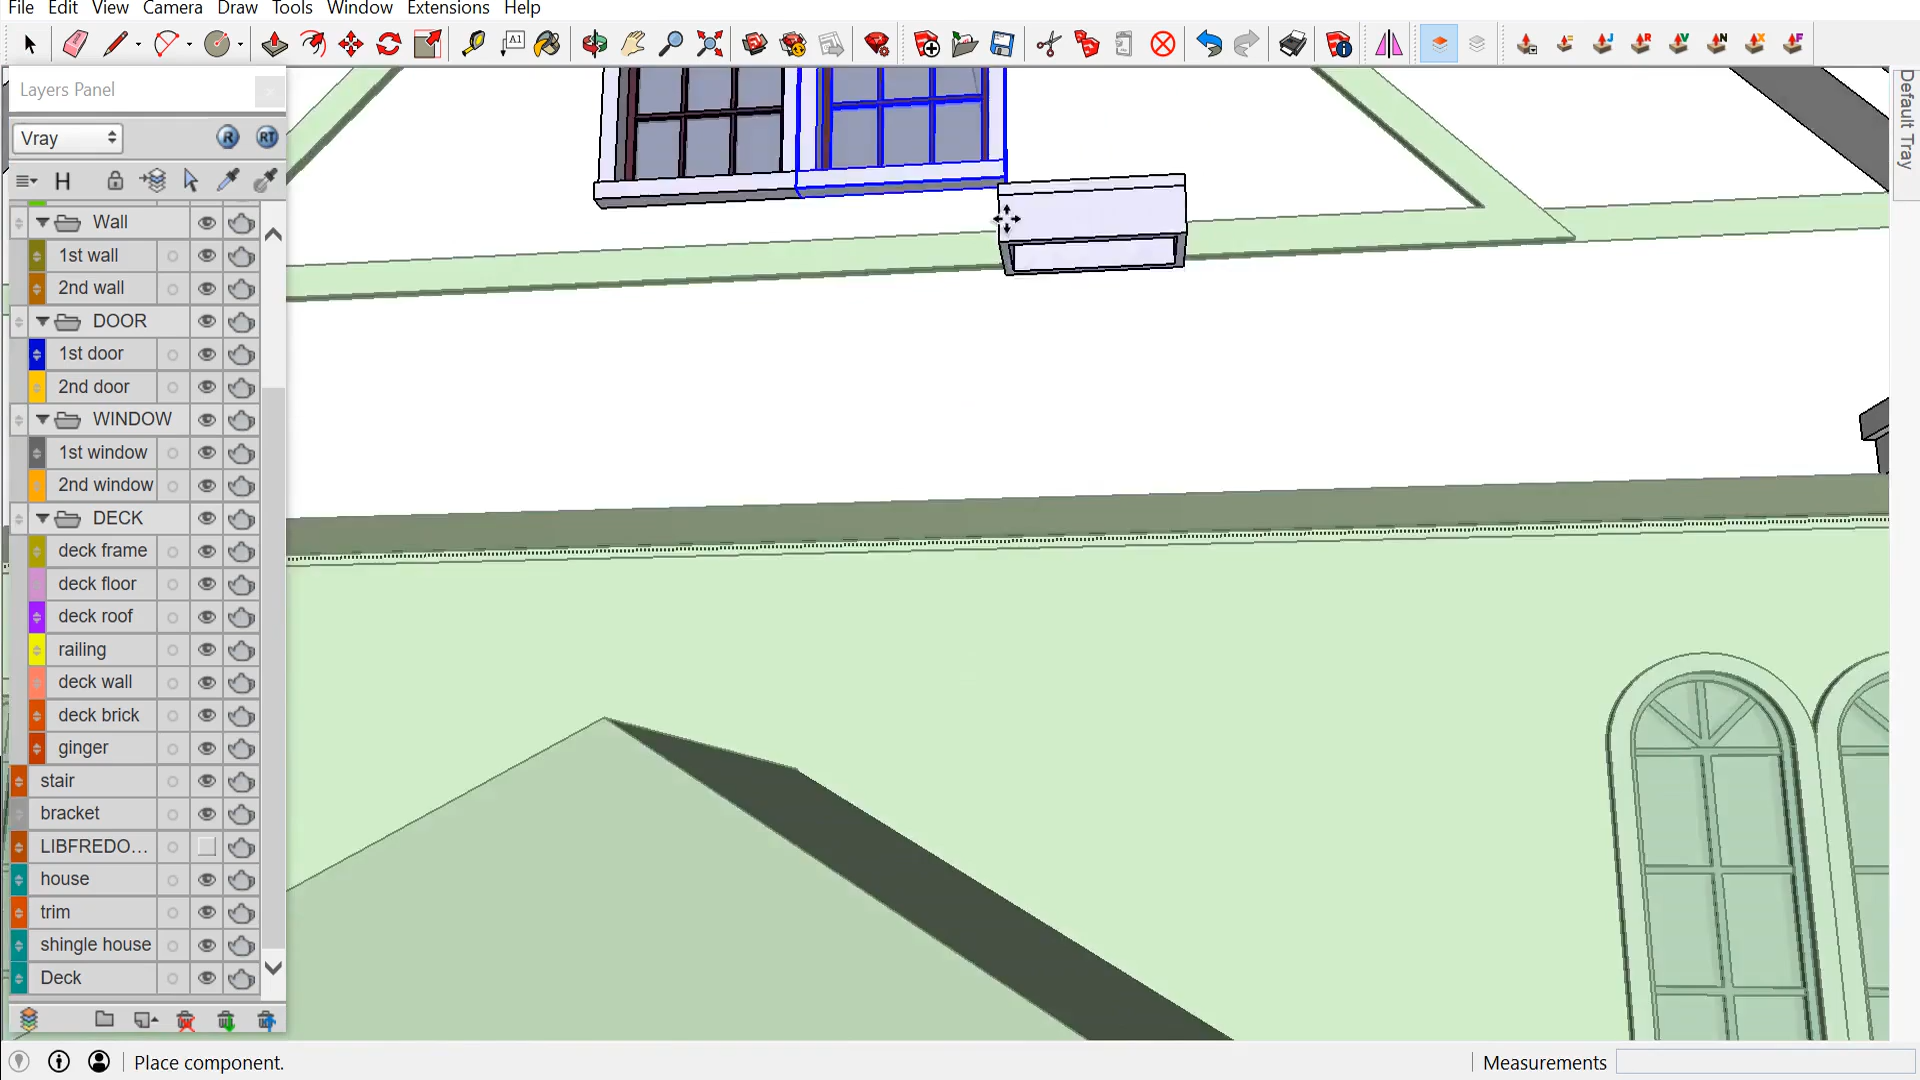 File Edit View Camera Draw Tools Window Extensions Help
A1
J R V N X F
Layers Panel
Vray
R RT
H
Wall
1st wall
2nd wall
DOOR
1st door
2nd door
WINDOW
1st window
2nd window
DECK
deck frame
deck floor
deck roof
railing
deck wall
deck brick
ginger
stair
bracket
LIBFREDO...
house
trim
shingle house
Deck
Default Tray
Place component.
Measurements